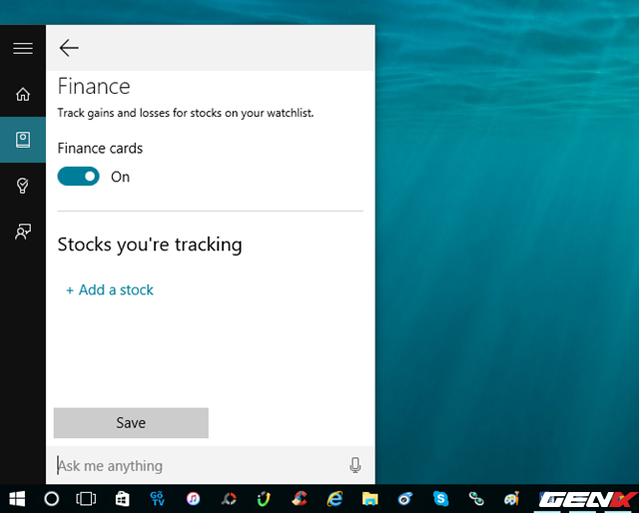 Finance
Track gains and losses for stocks on your watchlist.
Finance cards
On
Stocks you're tracking
+ Add a stock
Save
Ask me anything
Gō
TV
GENK